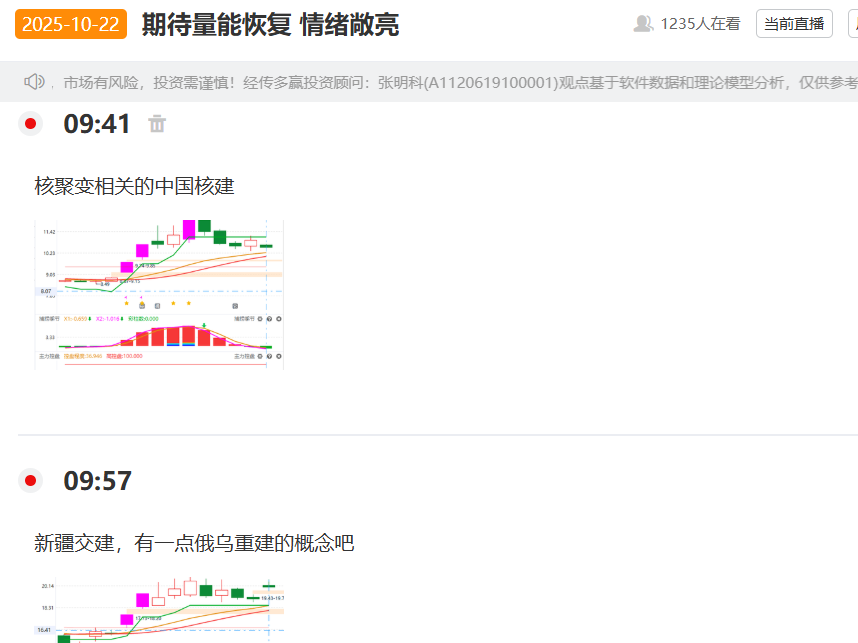 2025-10-22 期待量能恢复 情绪敞亮 1235人在看 当前直播
市场有风险，投资需谨慎！经传多赢投资顾问：张明科(A1120619100001)观点基于软件数据和理论模型分析，仅供参考
09:41
核聚变相关的中国核建
11.42
10.23
9.03
8.07
3.33
09:57
新疆交建，有一点俄乌重建的概念吧
20.14
18.31
16.41